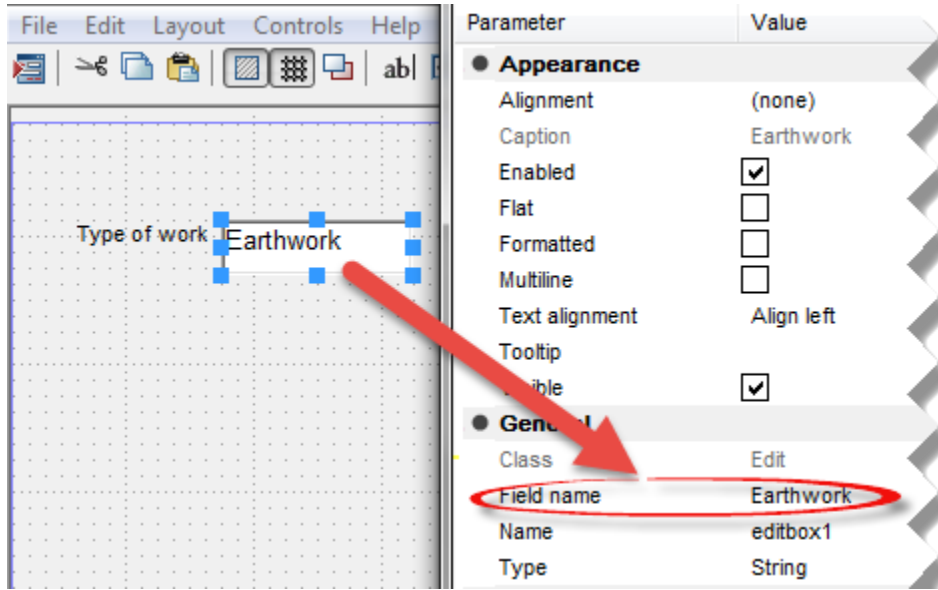 File Edit Layout Controls Help
ab
Type of work
Earthwork
Parameter Value
Appearance
Alignment (none)
Caption Earthwork
Enabled
Flat
Formatted
Multiline
Text alignment Align left
Tooltip
General
Class Edit
Field name Earthwork
Name editbox1
Type String